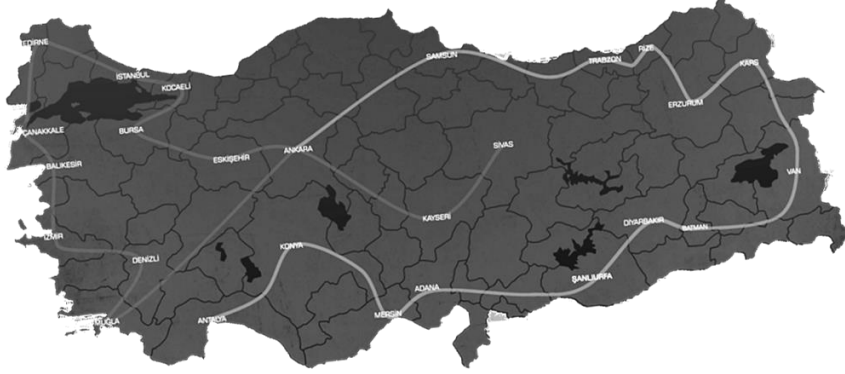 EDİRNE
İSTANBUL
KOCAELİ
SAMSUN
TRABZON
RİZE
KARS
ERZURUM
ÇANAKKALE
BURSA
ANKARA
SİVAS
ESKİŞEHİR
BALIKESİR
VAN
KAYSERİ
DİYARBAKIR
BATMAN
İZMİR
KONYA
DENİZLİ
ŞANLIURFA
ADANA
MERSİN
ANTALYA
MUĞLA